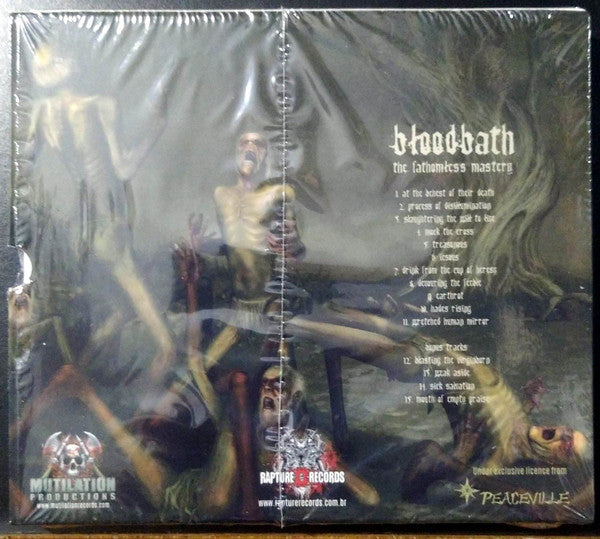 bloodbath
the fathomless mastery
1. at the behest of their death
2. process of disillumination
3. slaughtering the will to live
4. mock the cross
5. treasonous
6. iesous
7. drink from the cup of heresy
8. devouring the feeble
9. earthrot
10. hades rising
11. wretched human mirror
bonus tracks
12. blasting the virginborn
13. weak aside
14. sick salvation
15. mouth of empty praise
Under exclusive licence from
PEACEVILLE
MUTILATION
PRODUCTIONS
www.mutilationrecords.com
RAPTURE RECORDS
www.rapturerecords.com.br